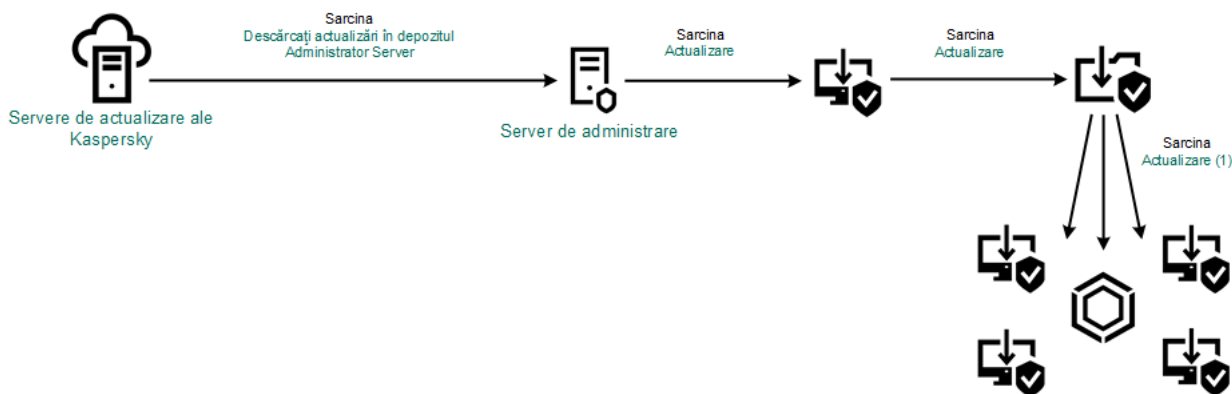 Sarcina
Descărcați actualizări în depozitul
Administrator Server
Sarcina
Actualizare
Sarcina
Actualizare
Servere de actualizare ale
Kaspersky
Server de administrare
Sarcina
Actualizare (1)